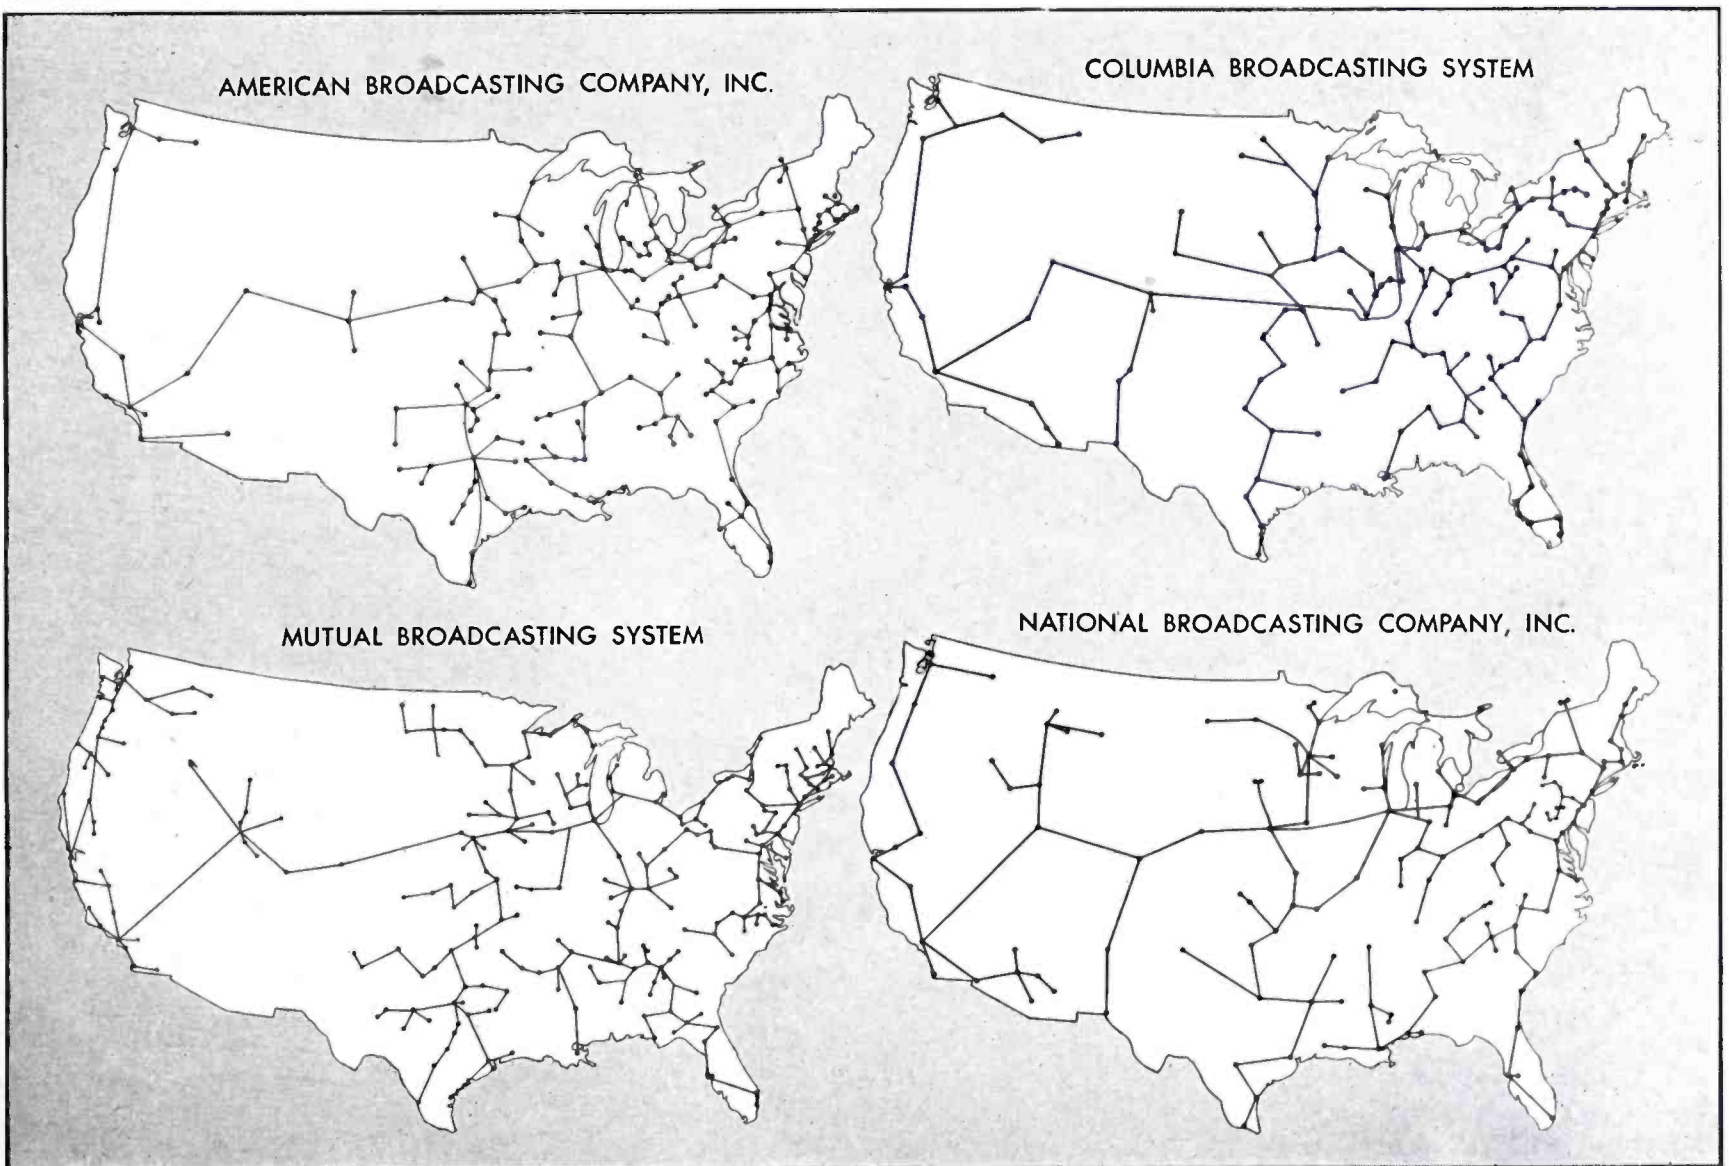 AMERICAN BROADCASTING COMPANY, INC.
COLUMBIA BROADCASTING SYSTEM
MUTUAL BROADCASTING SYSTEM
NATIONAL BROADCASTING COMPANY, INC.